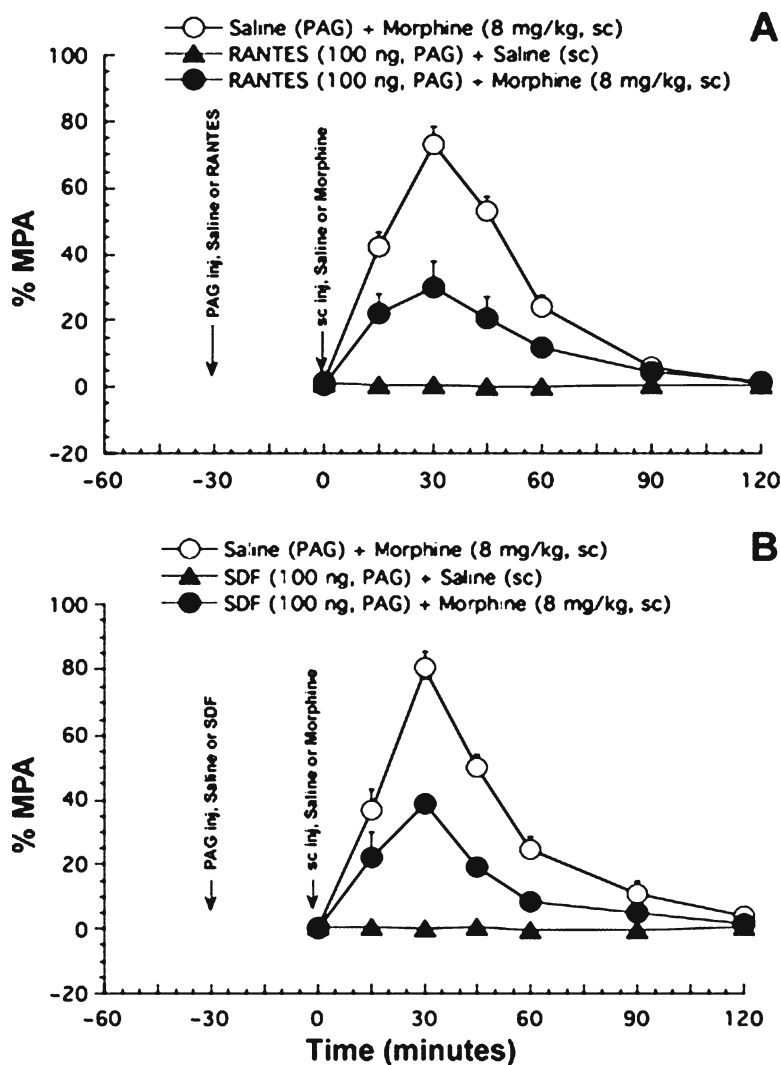 A
Saline (PAG) + Morphine (8 mg/kg, sc)
RANTES (100 ng, PAG) + Saline (sc)
RANTES (100 ng, PAG) + Morphine (8 mg/kg, sc)
100
80
60
40
20
0
-20
% MPA
PAG inj, Saline or RANTES
sc inj, Saline or Morphine
-60
-30
0
30
60
90
120
B
Saline (PAG) + Morphine (8 mg/kg, sc)
SDF (100 ng, PAG) + Saline (sc)
SDF (100 ng, PAG) + Morphine (8 mg/kg, sc)
100
80
60
40
20
0
-20
% MPA
PAG inj, Saline or SDF
sc inj, Saline or Morphine
-60
-30
0
30
60
90
120
Time (minutes)